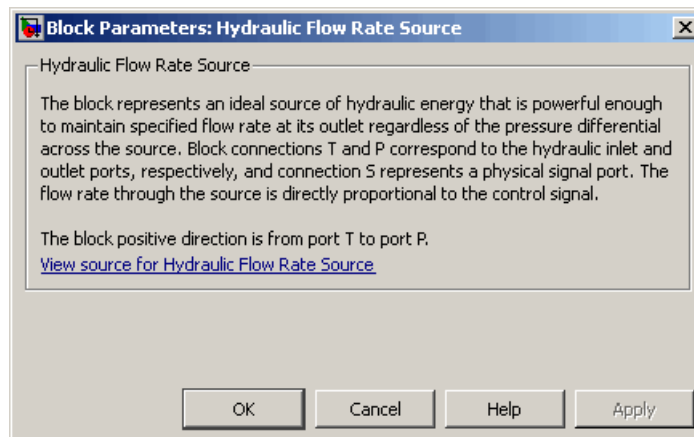 Block Parameters: Hydraulic Flow Rate Source
Hydraulic Flow Rate Source
The block represents an ideal source of hydraulic energy that is powerful enough
to maintain specified flow rate at its outlet regardless of the pressure differential
across the source. Block connections T and P correspond to the hydraulic inlet and
outlet ports, respectively, and connection S represents a physical signal port. The
flow rate through the source is directly proportional to the control signal.
The block positive direction is from port T to port P.
View source for Hydraulic Flow Rate Source
OK Cancel Help Apply